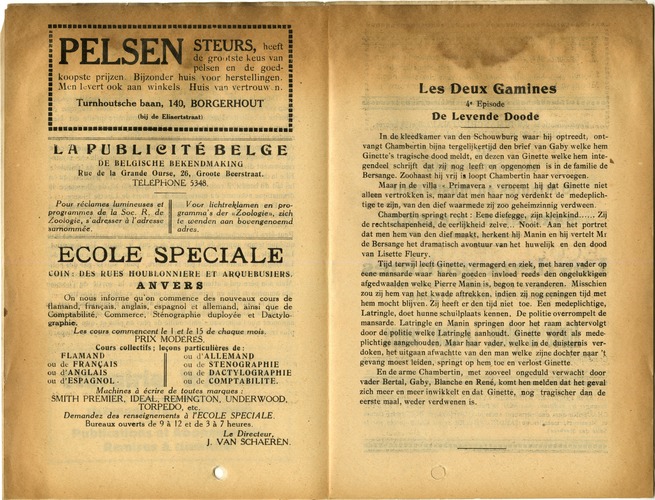 PELSEN STEURS, heeft
de grootste keus van
pelsen en de goed-
koopste prijzen. Bijzonder huis voor herstellingen.
Men levert ook aan winkels. Huis van vertrouw n.
Turnhoutsche baan, 140, BORGERHOUT
(bij de Eliaertstraat)
LA PUBLICITÉ BELGE
DE BELGISCHE BEKENDMAKING
Rue de la Grande Ourse, 26, Groote Beerstraat.
TELEPHONE 5348.
Pour réclames lumineuses et
programmes de la Soc. R. de
Zoologie, s'adresser à l'adresse
surnommée.
Voor lichtreklamen en pro-
gramma's der «Zoologie», zich
te wenden aan bovengenoemd
adres.
ECOLE SPECIALE
COIN: DES RUES HOUBLONNIERE ET ARQUEBUSIERS.
ANVERS
On nous informe qu'on commence des nouveaux cours de
flamand, français, anglais, espagnol et allemand, ainsi que de
Comptabilité, Commerce, Sténographie duployée et Dactylo-
graphie.
Les cours commencent le 1 et le 15 de chaque mois.
PRIX MODERES.
Cours collectifs; leçons particulières de:
FLAMAND
ou de FRANÇAIS
ou d'ANGLAIS
ou d'ESPAGNOL.
ou d'ALLEMAND
ou de STENOGRAPHIE
ou de DACTYLOGRAPHIE
ou de COMPTABILITE.
Machines à écrire de toutes marques:
SMITH PREMIER, IDEAL, REMINGTON, UNDERWOOD,
TORPEDO, etc.
Demandez des renseignements à l'ECOLE SPECIALE.
Bureaux ouverts de 9 à 12 et de 3 à 7 heures.
Le Directeur,
J. VAN SCHAEREN.
Les Deux Gamines
4e Episode
De Levende Doode
In de kleedkamer van den Schouwburg waar hij optreedt, ont-
vangt Chambertin bijna tergelijkertijd den brief van Gaby welke hem
Ginette's tragische dood meldt, en dezen van Ginette welke hem inte-
gendeel schrijft dat zij nog leeft en opgenomen is in de familie de
Bersange. Zoohaast hij vrij is loopt Chambertin haar vervoegen.
Maar in de villa « Primavera » verneemt hij dat Ginette niet
alleen vertrokken is, maar dat men haar nog verdenkt de medeplich-
tige te zijn, van den dief waarmede zij zoo geheimzinnig verdween.
Chambertin springt recht: Eene diefegge, zijn kleinkind..... Zij
de rechtschapenheid, de eerlijkheid zelve... Nooit. Aan het portret
dat men hem van den dief maakt, herkent hij Manin en hij vertelt Mr
de Bersange het dramatisch avontuur van het huwelijk en den dood
van Lisette Fleury.
Tijd terwijl leeft Ginette, vermagerd en ziek, met haren vader op
eene mansarde waar haren goeden invloed reeds den ongelukkigen
afgedwaalden welke Pierre Manin is, begon te veranderen. Misschien
zou zij hem van het kwade aftrekken, indien zij nog eenigen tijd met
hem mocht blijven. Zij heeft er den tijd niet toe. Een medeplichtige,
Latringle, doet hunne schuilplaats kennen. De politie overrompelt de
mansarde. Latringle en Manin springen door het raam achtervolgt
door de politie welke Latringle aanhoudt. Ginette wordt als mede-
plichtige aangehouden. Maar haar vader, welke in de duisternis ver-
doken, het uitgaan afwachtte van den man welke zijne dochter naar 't
gevang moest leiden, springt op hem toe en verlost Ginette.
En de arme Chambertin, met zooveel ongeduld verwacht door
vader Bertal, Gaby, Blanche en René, komt hen melden dat het geval
zich meer en meer inwikkelt en dat Ginette, nog tragischer dan de
eerste maal, weder verdwenen is.